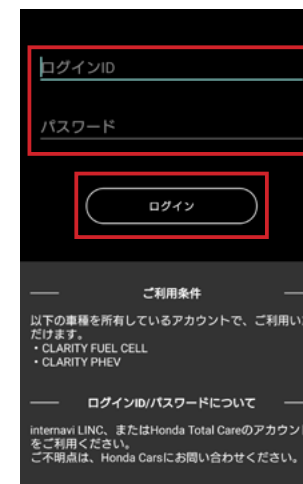 ログインID
パスワード
ログイン
ご利用条件
以下の車種を所有しているアカウントで、ご利用い
だけます。
・CLARITY FUEL CELL
・CLARITY PHEV
ログインID/パスワードについて
internavi LINC、またはHonda Total Careのアカウン
をご利用ください。
ご不明点は、Honda Carsにお問い合わせください。